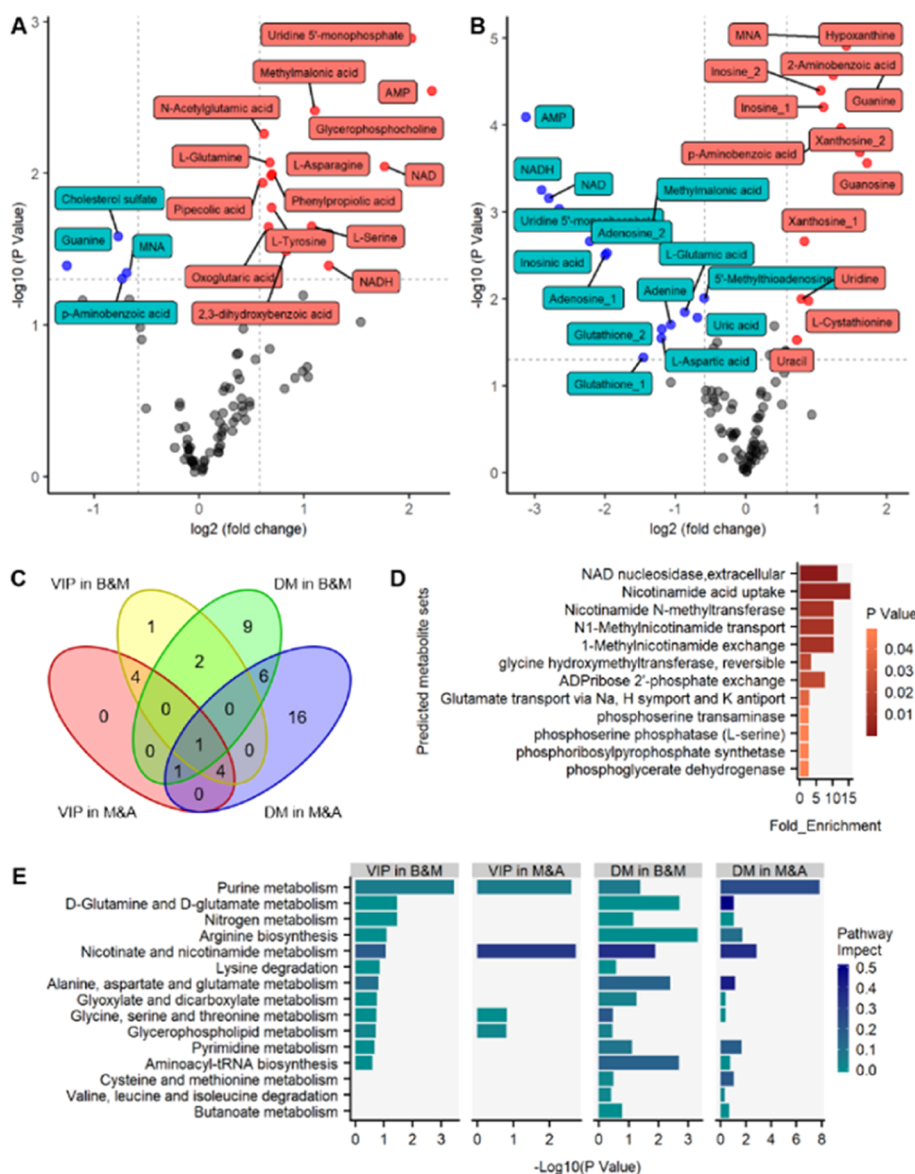 A
3
2
1
0
-log10 (P Value)
-1
0
1
2
log2 (fold change)
Uridine 5'-monophosphate
Methylmalonic acid
AMP
N-Acetylglutamic acid
Glycerophosphocholine
L-Glutamine
L-Asparagine
NAD
Cholesterol sulfate
Pipecolic acid
Phenylpropiolic acid
Guanine
MNA
L-Tyrosine
L-Serine
Oxoglutaric acid
NADH
p-Aminobenzoic acid
2,3-dihydroxybenzoic acid
B
5
4
3
2
1
0
-log10 (P Value)
-3
-2
-1
0
1
2
log2 (fold change)
MNA
Hypoxanthine
2-Aminobenzoic acid
Inosine_2
Guanine
Inosine_1
AMP
Xanthosine_2
p-Aminobenzoic acid
NADH
NAD
Methylmalonic acid
Guanosine
Uridine 5'-monophosphate
Adenosine_2
Xanthosine_1
Inosinic acid
L-Glutamic acid
Adenine
5'-Methylthioadenosine
Uridine
Adenosine_1
Glutathione_2
Uric acid
L-Cystathionine
L-Aspartic acid
Uracil
Glutathione_1
C
VIP in B&M
DM in B&M
1
9
4
2
6
0
0
0
16
0
1
0
1
4
0
VIP in M&A
DM in M&A
D
Predicted metabolite sets
NAD nucleosidase,extracellular
Nicotinamide acid uptake
Nicotinamide N-methyltransferase
N1-Methylnicotinamide transport
1-Methylnicotinamide exchange
glycine hydroxymethyltransferase, reversible
ADPribose 2'-phosphate exchange
Glutamate transport via Na, H symport and K antiport
phosphoserine transaminase
phosphoserine phosphatase (L-serine)
phosphoribosylpyrophosphate synthetase
phosphoglycerate dehydrogenase
0 5 1015
Fold_Enrichment
P Value
0.04
0.03
0.02
0.01
E
VIP in B&M
VIP in M&A
DM in B&M
DM in M&A
Purine metabolism
D-Glutamine and D-glutamate metabolism
Nitrogen metabolism
Arginine biosynthesis
Nicotinate and nicotinamide metabolism
Lysine degradation
Alanine, aspartate and glutamate metabolism
Glyoxylate and dicarboxylate metabolism
Glycine, serine and threonine metabolism
Glycerophospholipid metabolism
Pyrimidine metabolism
Aminoacyl-tRNA biosynthesis
Cysteine and methionine metabolism
Valine, leucine and isoleucine degradation
Butanoate metabolism
0 1 2 3
0 1 2
0 1 2 3
0 2 4 6 8
-Log10(P Value)
Pathway
Impact
0.5
0.4
0.3
0.2
0.1
0.0